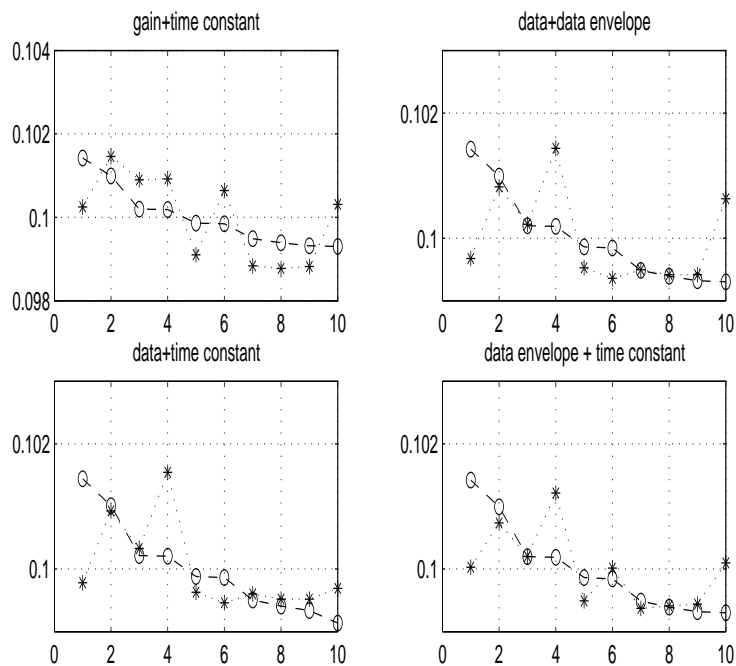 gain+time constant
0.104
0.102
0.1
0.098
0 2 4 6 8 10
data+data envelope
0.102
0.1
0 2 4 6 8 10
data+time constant
0.102
0.1
0 2 4 6 8 10
data envelope + time constant
0.102
0.1
0 2 4 6 8 10